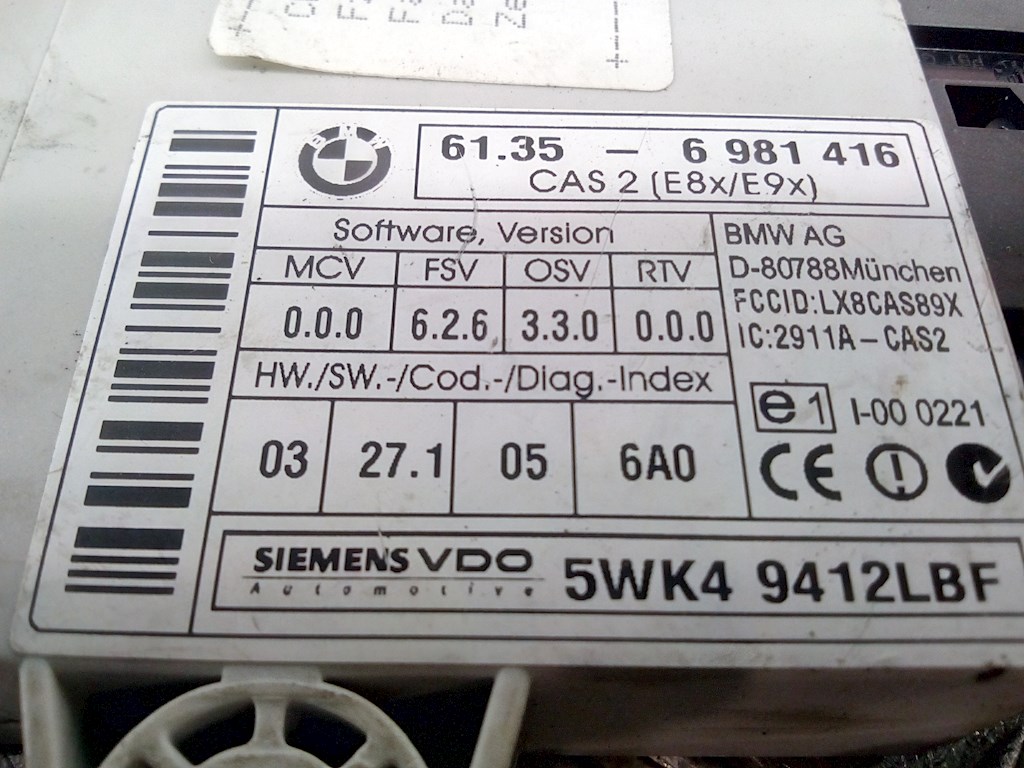 BMW
61.35 – 6 981 416
CAS 2 (E8x/E9x)
Software, Version
MCV FSV OSV RTV
0.0.0 6.2.6 3.3.0 0.0.0
HW./SW.-/Cod.-/Diag.-Index
03 27.1 05 6A0
BMW AG
D-80788München
FCCID:LX8CAS89X
IC:2911A-CAS2
e1 I-00 0221
CE
SIEMENS VDO
Automotive
5WK4 9412LBF